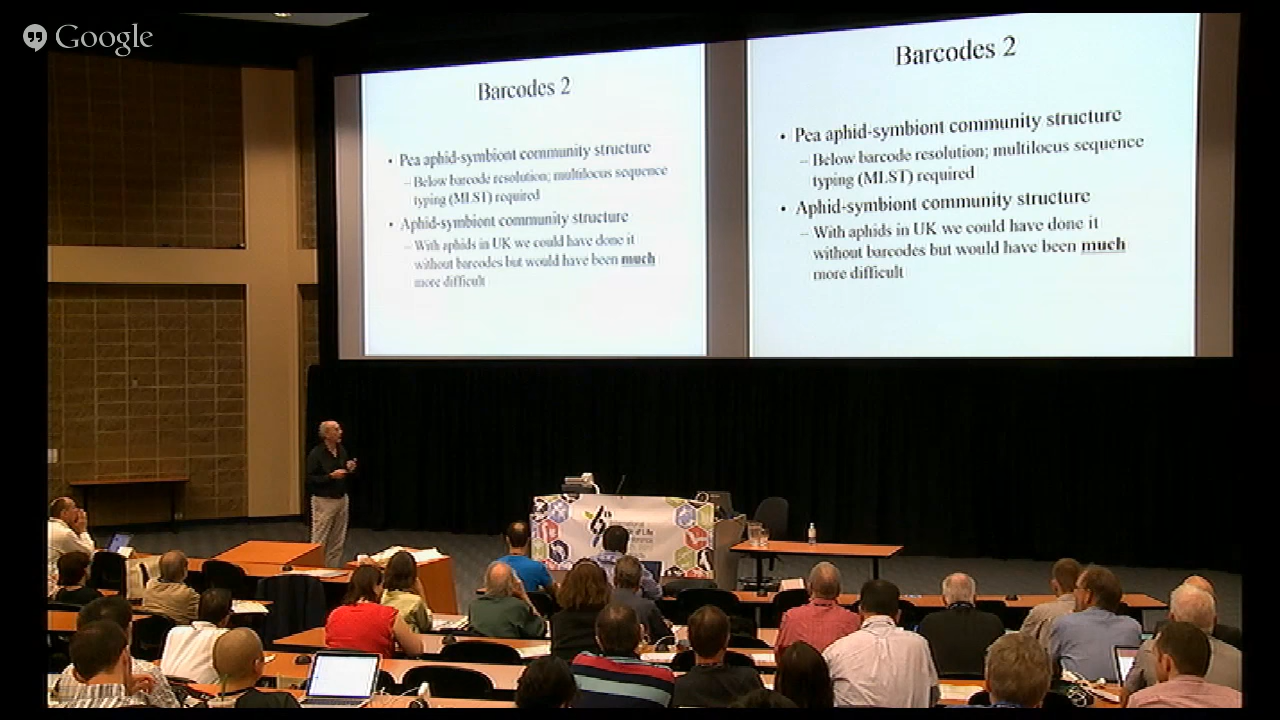 Google
Barcodes 2
• Pea aphid-symbiont community structure
– Below barcode resolution; multilocus sequence
typing (MLST) required
• Aphid-symbiont community structure
– With aphids in UK we could have done it
without barcodes but would have been much
more difficult
Barcodes 2
• Pea aphid-symbiont community structure
– Below barcode resolution; multilocus sequence
typing (MLST) required
• Aphid-symbiont community structure
– With aphids in UK we could have done it
without barcodes but would have been much
more difficult
of Life